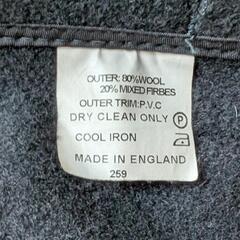 OUTER: 80%WOOL
20% MIXED FIRBES
OUTER TRIM:P.V.C
DRY CLEAN ONLY P
COOL IRON
MADE IN ENGLAND
259